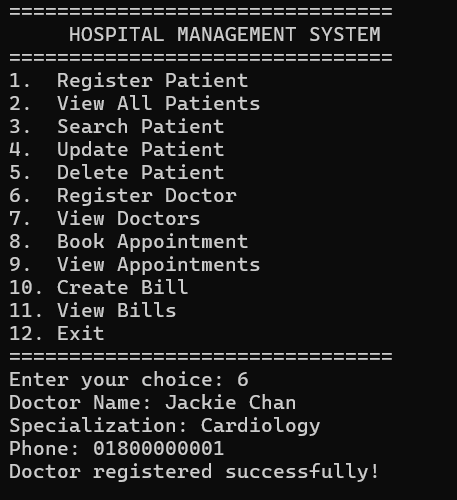 ================================
     HOSPITAL MANAGEMENT SYSTEM
================================
1.  Register Patient
2.  View All Patients
3.  Search Patient
4.  Update Patient
5.  Delete Patient
6.  Register Doctor
7.  View Doctors
8.  Book Appointment
9.  View Appointments
10. Create Bill
11. View Bills
12. Exit
================================
Enter your choice: 6
Doctor Name: Jackie Chan
Specialization: Cardiology
Phone: 01800000001
Doctor registered successfully!